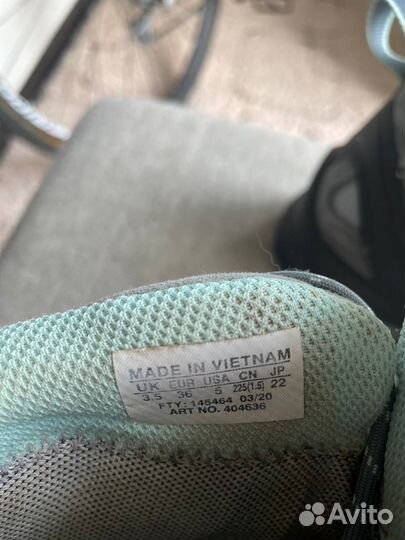 MADE IN VIETNAM
UK EUR USA CN JP
3.5 36 5 225(1.5) 22
FTY: 145464 03/20
ART NO. 404636
Avito